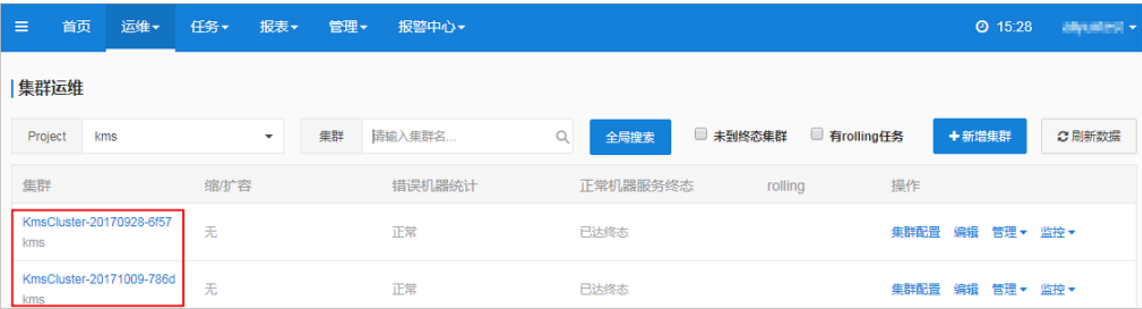 首页 运维 任务 报表 管理 报警中心 15:28
集群运维
Project kms 集群 请输入集群名... 全局搜索 未到终态集群 有rolling任务 +新增集群 刷新数据
集群 缩/扩容 错误机器统计 正常机器服务终态 rolling 操作
KmsCluster-20170928-6f57 无 正常 已达终态 集群配置 编辑 管理 监控
kms
KmsCluster-20171009-786d 无 正常 已达终态 集群配置 编辑 管理 监控
kms